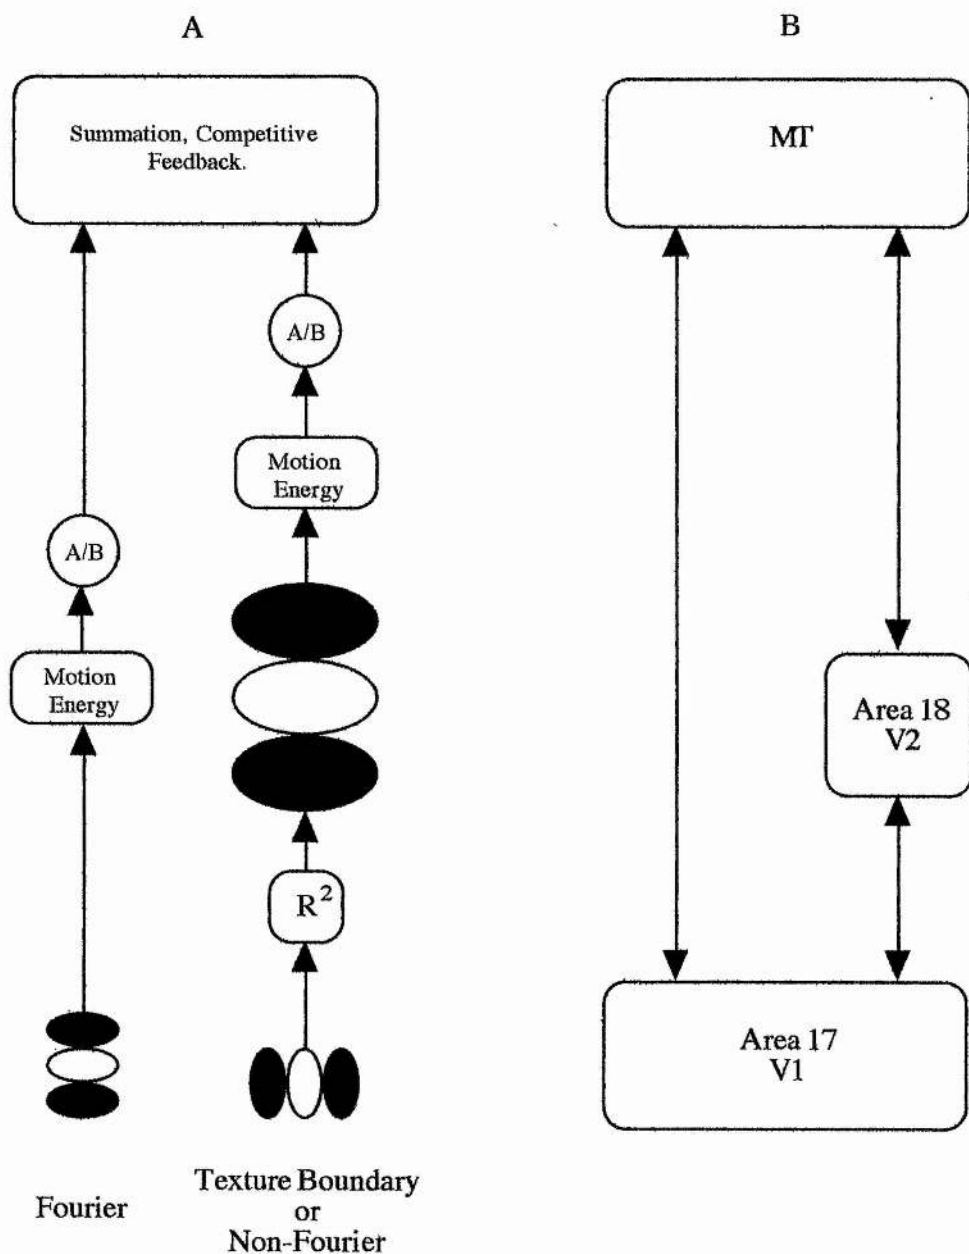 A
B
Summation, Competitive
Feedback.
MT
A/B
Motion
Energy
A/B
Motion
Energy
Area 18
V2
R²
Area 17
V1
Fourier
Texture Boundary
or
Non-Fourier